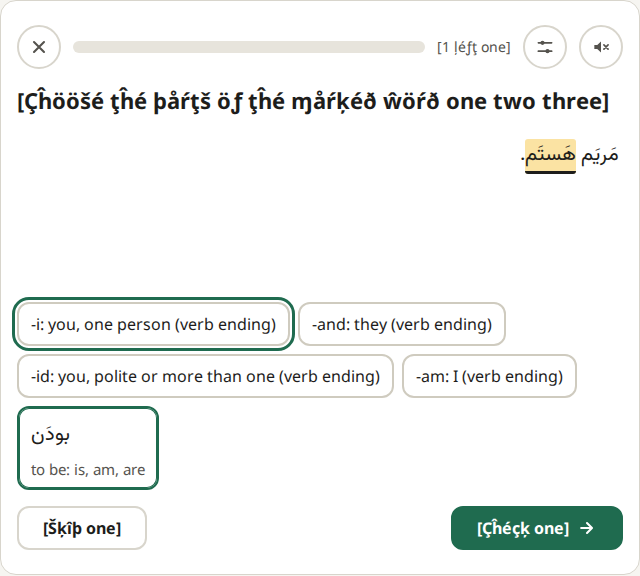 [1 ļéƒţ one]
[Çĥööšé ţĥé þåŕţš öƒ ţĥé ɱåŕķéð ŵöŕð one two three]
مَریَم هَستَم.
-i: you, one person (verb ending)
-and: they (verb ending)
-id: you, polite or more than one (verb ending)
-am: I (verb ending)
بودَن
to be: is, am, are
[Šķîþ one]
[Çĥéçķ one]